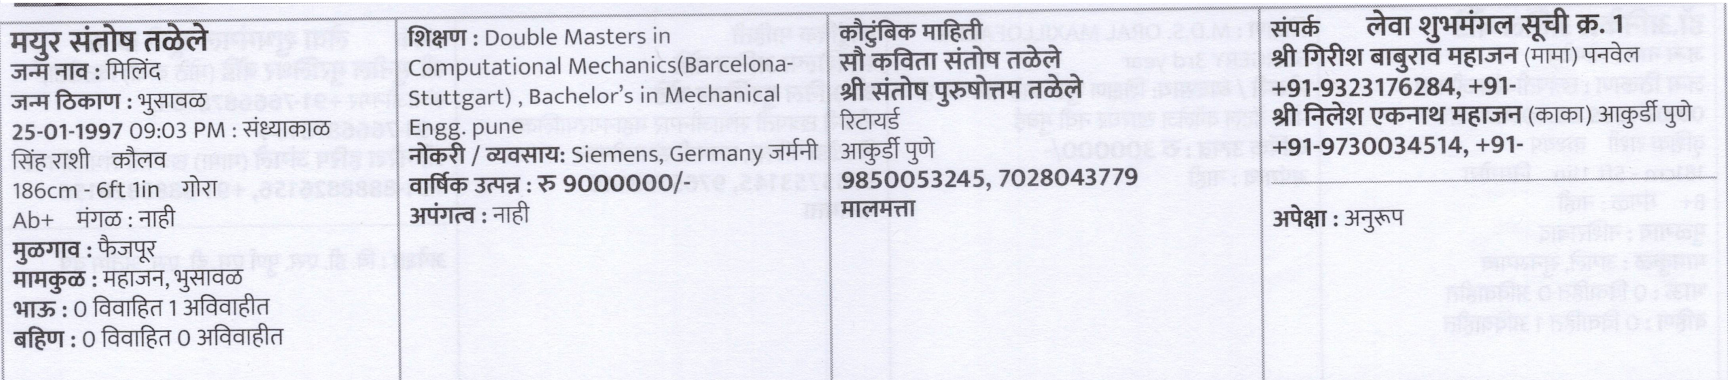 मयुर संतोष तळेले
जन्म नाव : मिलिंद
जन्म ठिकाण : भुसावळ
25-01-1997 09:03 PM : संध्याकाळ
सिंह राशी कौलव
186cm - 6ft 1in गोरा
Ab+ मंगळ : नाही
मुळगाव : फैजपूर
मामकुळ : महाजन, भुसावळ
भाऊ : 0 विवाहित 1 अविवाहीत
बहिण : 0 विवाहित 0 अविवाहीत
शिक्षण : Double Masters in
Computational Mechanics(Barcelona-
Stuttgart) , Bachelor's in Mechanical
Engg. pune
नोकरी / व्यवसाय: Siemens, Germany जर्मनी
वार्षिक उत्पन्न : रु 9000000/-
अपंगत्व : नाही
कौटुंबिक माहिती
सौ कविता संतोष तळेले
श्री संतोष पुरुषोत्तम तळेले
रिटायर्ड
आकुर्डी पुणे
9850053245, 7028043779
मालमत्ता
संपर्क लेवा शुभमंगल सूची क. 1
श्री गिरीश बाबुराव महाजन (मामा) पनवेल
+91-9323176284, +91-
श्री निलेश एकनाथ महाजन (काका) आकुर्डी पुणे
+91-9730034514, +91-
अपेक्षा : अनुरूप